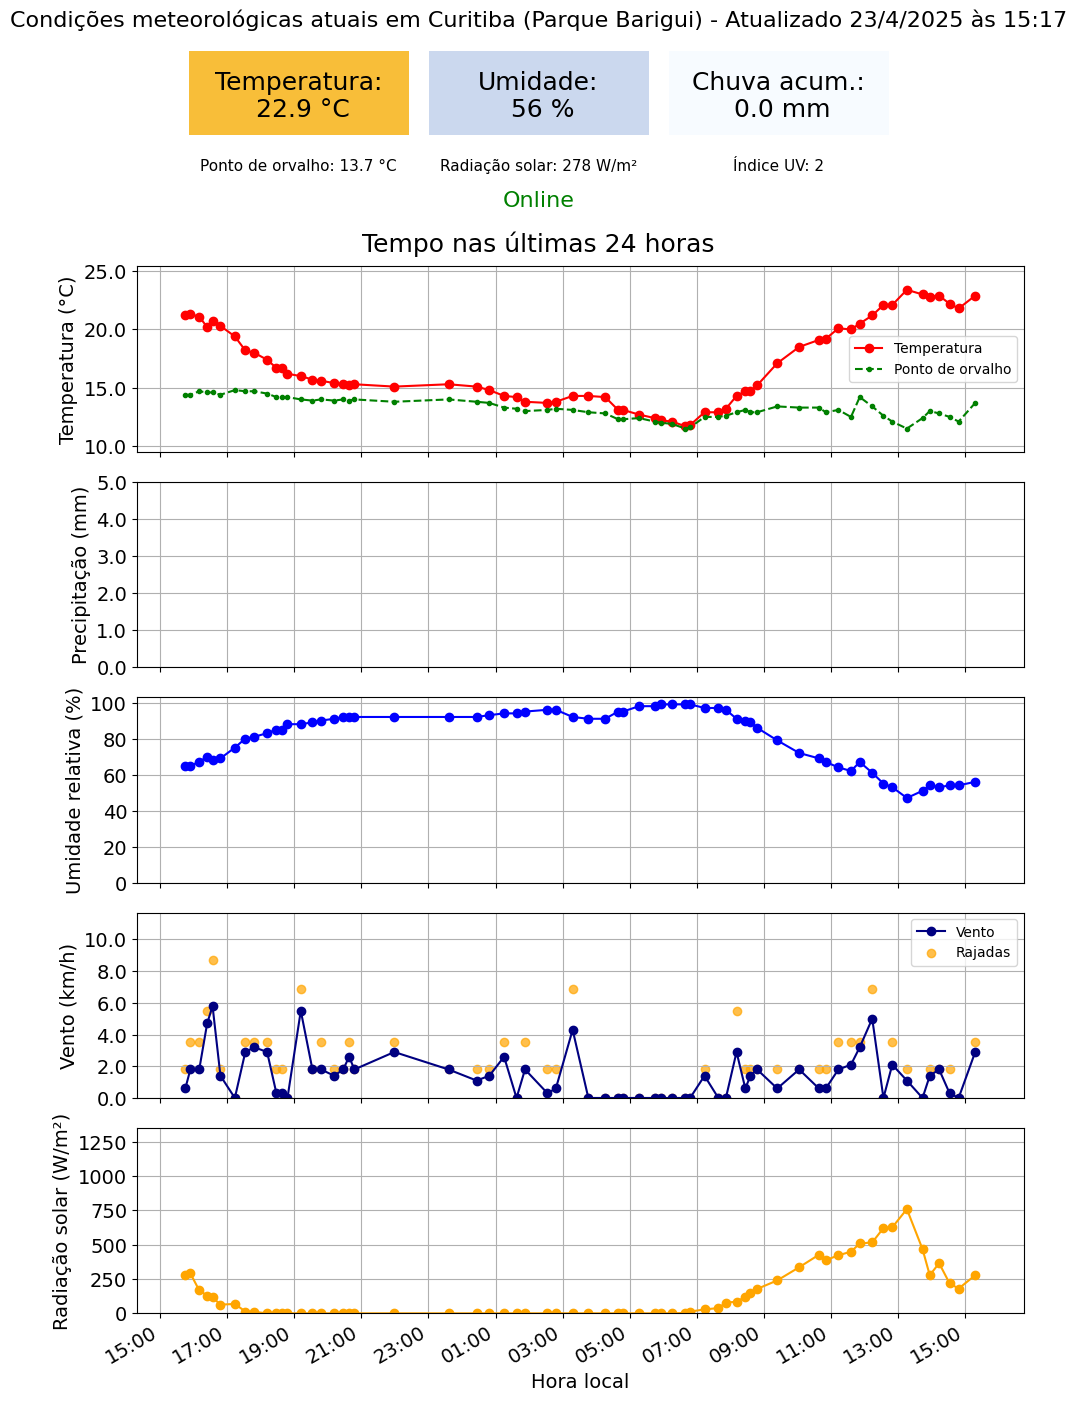 Condições meteorológicas atuais em Curitiba (Parque Barigui) - Atualizado 23/4/2025 às 15:17
Temperatura:
22.9 °C
Umidade:
56 %
Chuva acum.:
0.0 mm
Ponto de orvalho: 13.7 °C
Radiação solar: 278 W/m²
Índice UV: 2
Online
Tempo nas últimas 24 horas
Temperatura (°C)
25.0
20.0
15.0
10.0
Temperatura
Ponto de orvalho
Precipitação (mm)
5.0
4.0
3.0
2.0
1.0
0.0
Umidade relativa (%)
100
80
60
40
20
0
Vento (km/h)
10.0
8.0
6.0
4.0
2.0
0.0
Vento
Rajadas
Radiação solar (W/m²)
1250
1000
750
500
250
0
15:00
17:00
19:00
21:00
23:00
01:00
03:00
05:00
07:00
09:00
11:00
13:00
15:00
Hora local